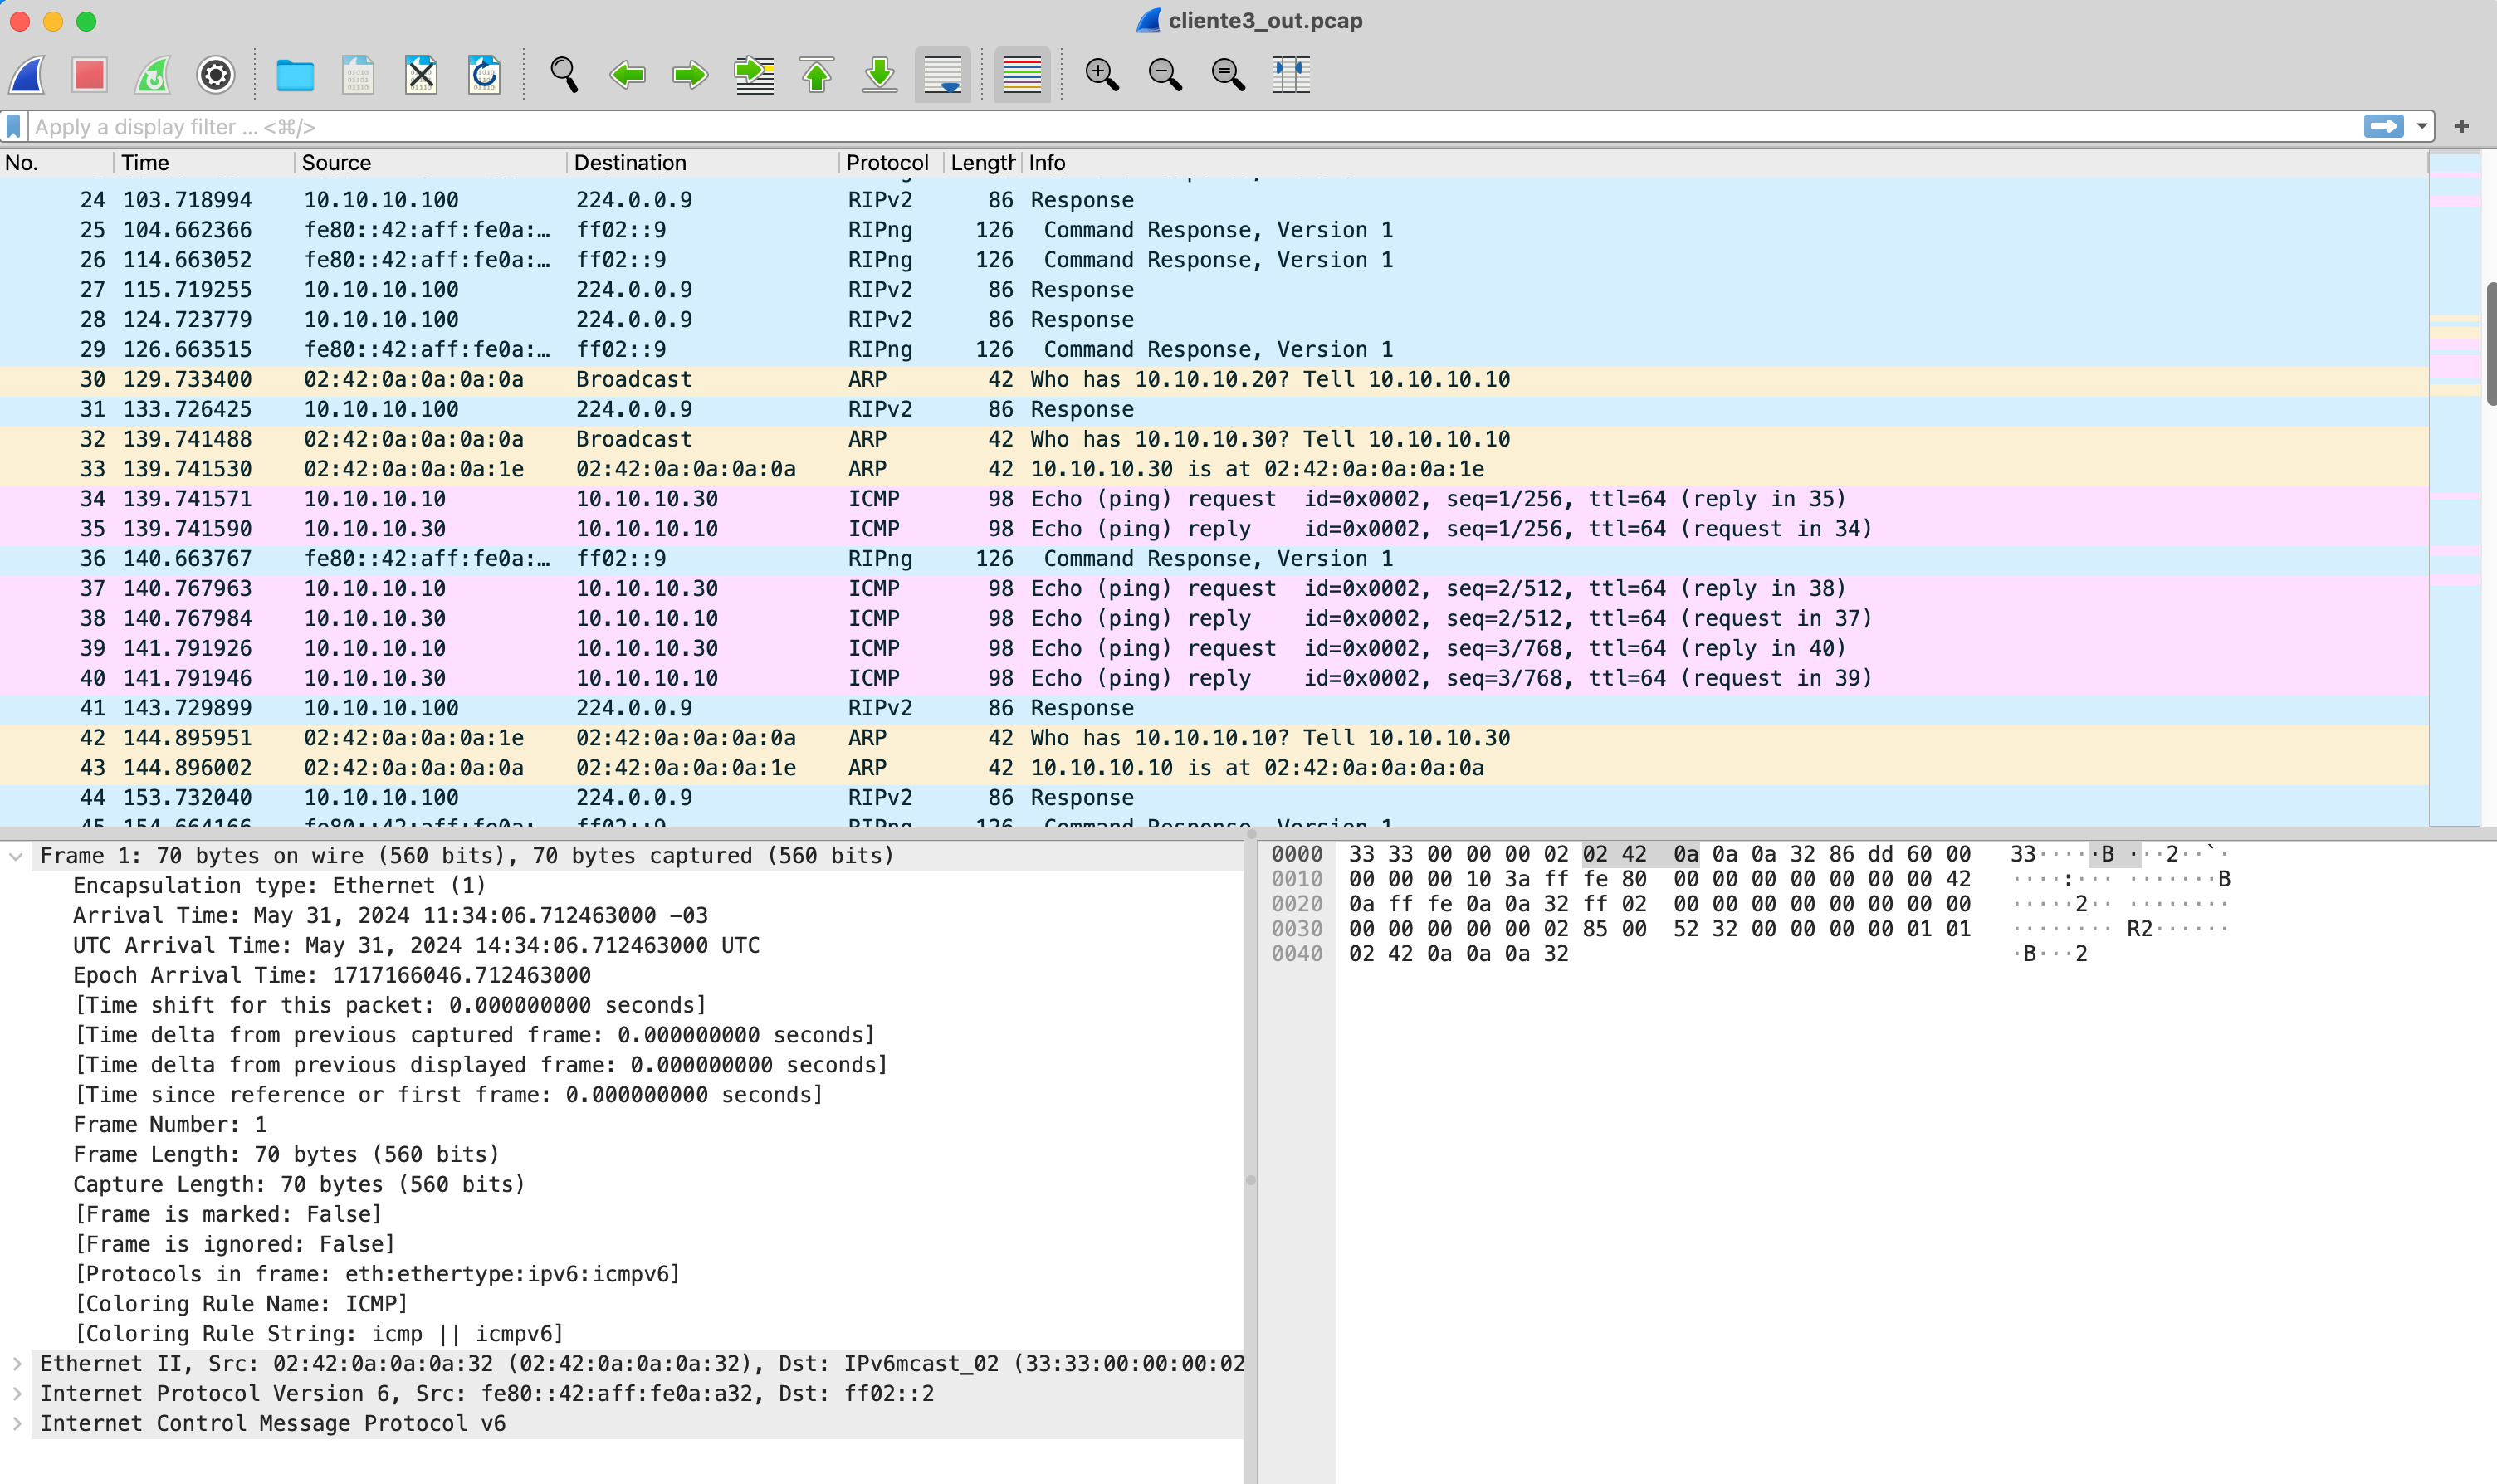 cliente3_out.pcap
Apply a display filter ... <⌘/>
No. Time Source Destination Protocol Length Info
24 103.718994 10.10.10.100 224.0.0.9 RIPv2 86 Response
25 104.662366 fe80::42:aff:fe0a:… ff02::9 RIPng 126 Command Response, Version 1
26 114.663052 fe80::42:aff:fe0a:… ff02::9 RIPng 126 Command Response, Version 1
27 115.719255 10.10.10.100 224.0.0.9 RIPv2 86 Response
28 124.723779 10.10.10.100 224.0.0.9 RIPv2 86 Response
29 126.663515 fe80::42:aff:fe0a:… ff02::9 RIPng 126 Command Response, Version 1
30 129.733400 02:42:0a:0a:0a:0a Broadcast ARP 42 Who has 10.10.10.20? Tell 10.10.10.10
31 133.726425 10.10.10.100 224.0.0.9 RIPv2 86 Response
32 139.741488 02:42:0a:0a:0a:0a Broadcast ARP 42 Who has 10.10.10.30? Tell 10.10.10.10
33 139.741530 02:42:0a:0a:0a:1e 02:42:0a:0a:0a:0a ARP 42 10.10.10.30 is at 02:42:0a:0a:0a:1e
34 139.741571 10.10.10.10 10.10.10.30 ICMP 98 Echo (ping) request id=0x0002, seq=1/256, ttl=64 (reply in 35)
35 139.741590 10.10.10.30 10.10.10.10 ICMP 98 Echo (ping) reply id=0x0002, seq=1/256, ttl=64 (request in 34)
36 140.663767 fe80::42:aff:fe0a:… ff02::9 RIPng 126 Command Response, Version 1
37 140.767963 10.10.10.10 10.10.10.30 ICMP 98 Echo (ping) request id=0x0002, seq=2/512, ttl=64 (reply in 38)
38 140.767984 10.10.10.30 10.10.10.10 ICMP 98 Echo (ping) reply id=0x0002, seq=2/512, ttl=64 (request in 37)
39 141.791926 10.10.10.10 10.10.10.30 ICMP 98 Echo (ping) request id=0x0002, seq=3/768, ttl=64 (reply in 40)
40 141.791946 10.10.10.30 10.10.10.10 ICMP 98 Echo (ping) reply id=0x0002, seq=3/768, ttl=64 (request in 39)
41 143.729899 10.10.10.100 224.0.0.9 RIPv2 86 Response
42 144.895951 02:42:0a:0a:0a:1e 02:42:0a:0a:0a:0a ARP 42 Who has 10.10.10.10? Tell 10.10.10.30
43 144.896002 02:42:0a:0a:0a:0a 02:42:0a:0a:0a:1e ARP 42 10.10.10.10 is at 02:42:0a:0a:0a:0a
44 153.732040 10.10.10.100 224.0.0.9 RIPv2 86 Response
45 154.664166 fe80::42:aff:fe0a: ff02::9 RIPng 126 Command Response, Version 1
Frame 1: 70 bytes on wire (560 bits), 70 bytes captured (560 bits)
Encapsulation type: Ethernet (1)
Arrival Time: May 31, 2024 11:34:06.712463000 -03
UTC Arrival Time: May 31, 2024 14:34:06.712463000 UTC
Epoch Arrival Time: 1717166046.712463000
[Time shift for this packet: 0.000000000 seconds]
[Time delta from previous captured frame: 0.000000000 seconds]
[Time delta from previous displayed frame: 0.000000000 seconds]
[Time since reference or first frame: 0.000000000 seconds]
Frame Number: 1
Frame Length: 70 bytes (560 bits)
Capture Length: 70 bytes (560 bits)
[Frame is marked: False]
[Frame is ignored: False]
[Protocols in frame: eth:ethertype:ipv6:icmpv6]
[Coloring Rule Name: ICMP]
[Coloring Rule String: icmp || icmpv6]
Ethernet II, Src: 02:42:0a:0a:0a:32 (02:42:0a:0a:0a:32), Dst: IPv6mcast_02 (33:33:00:00:00:02
Internet Protocol Version 6, Src: fe80::42:aff:fe0a:a32, Dst: ff02::2
Internet Control Message Protocol v6
0000 33 33 00 00 00 02 02 42 0a 0a 0a 32 86 dd 60 00 33·····B ···2··`·
0010 00 00 00 10 3a ff fe 80 00 00 00 00 00 00 00 42 ····:··· ·······B
0020 0a ff fe 0a 0a 32 ff 02 00 00 00 00 00 00 00 00 ·····2·· ········
0030 00 00 00 00 00 02 85 00 52 32 00 00 00 00 01 01 ········ R2······
0040 02 42 0a 0a 0a 32 ·B···2